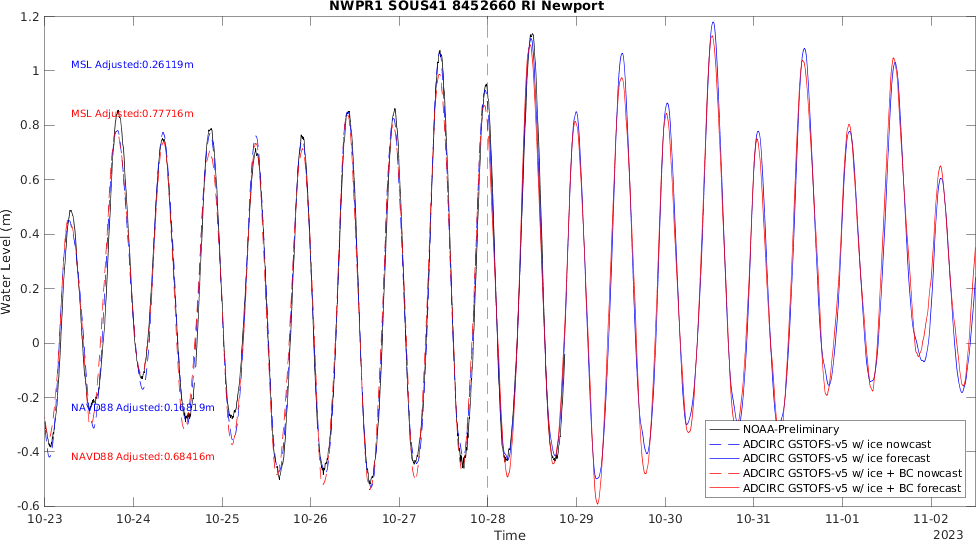 NWPR1 SOUS41 8452660 RI Newport
1.2
1
0.8
0.6
0.4
0.2
0
-0.2
-0.4
-0.6
Water Level (m)
MSL Adjusted:0.26119m
MSL Adjusted:0.77716m
NAVD88 Adjusted:0.16819m
NAVD88 Adjusted:0.68416m
NOAA-Preliminary
ADCIRC GSTOFS-v5 w/ ice nowcast
ADCIRC GSTOFS-v5 w/ ice forecast
ADCIRC GSTOFS-v5 w/ ice + BC nowcast
ADCIRC GSTOFS-v5 w/ ice + BC forecast
10-23 10-24 10-25 10-26 10-27 10-28 10-29 10-30 10-31 11-01 11-02
Time
2023